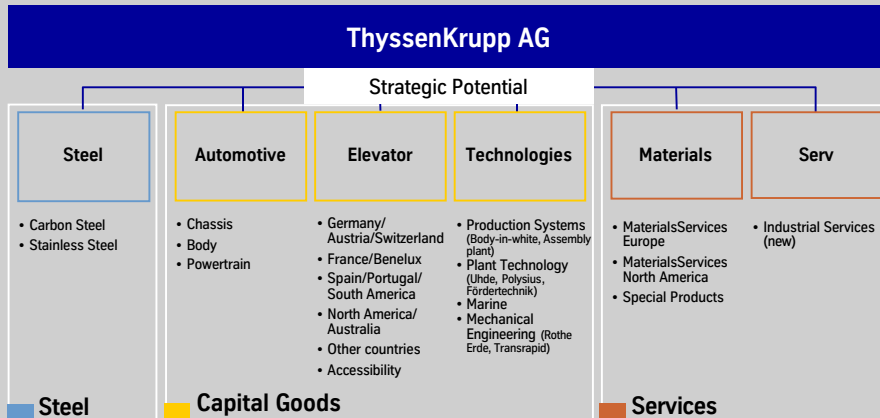 ThyssenKrupp AG
Strategic Potential
Steel
Automotive
Elevator
Technologies
Materials
Serv
• Carbon Steel
• Stainless Steel
• Chassis
• Body
• Powertrain
• Germany/
Austria/Switzerland
• France/Benelux
• Spain/Portugal/
South America
• North America/
Australia
• Other countries
• Accessibility
• Production Systems
(Body-in-white, Assembly
plant)
• Plant Technology
(Uhde, Polysius,
Fördertechnik)
• Marine
• Mechanical
Engineering (Rothe
Erde, Transrapid)
• MaterialsServices
Europe
• MaterialsServices
North America
• Special Products
• Industrial Services
(new)
Steel
Capital Goods
Services